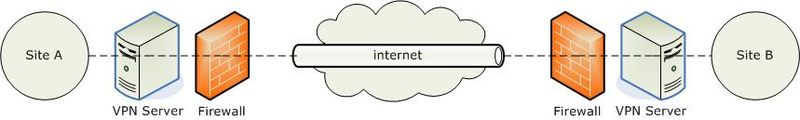 Site A
VPN Server
Firewall
internet
Firewall
VPN Server
Site B